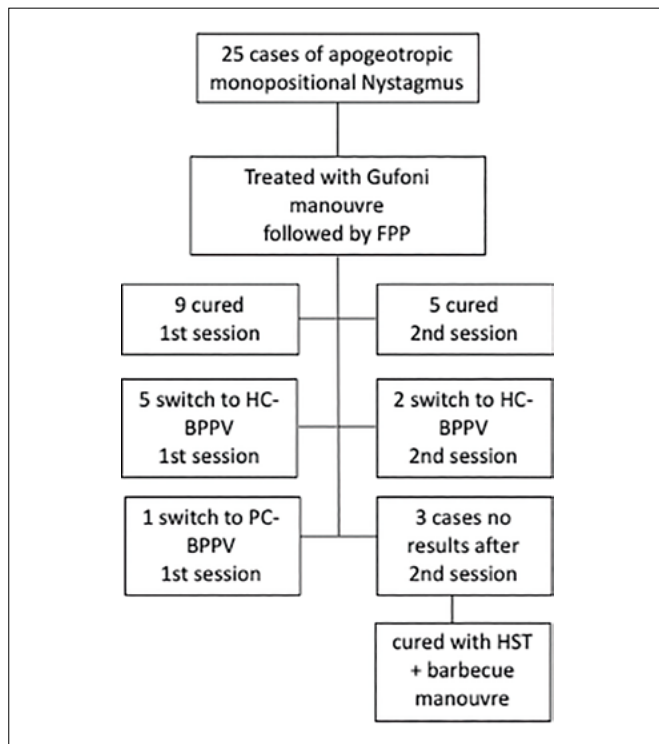 25 cases of apogeotropic
monopositional Nystagmus
Treated with Gufoni
manouvre
followed by FPP
9 cured
1st session
5 cured
2nd session
5 switch to HC-
BPPV
1st session
2 switch to HC-
BPPV
2nd session
1 switch to PC-
BPPV
1st session
3 cases no
results after
2nd session
cured with HST
+ barbecue
manouvre